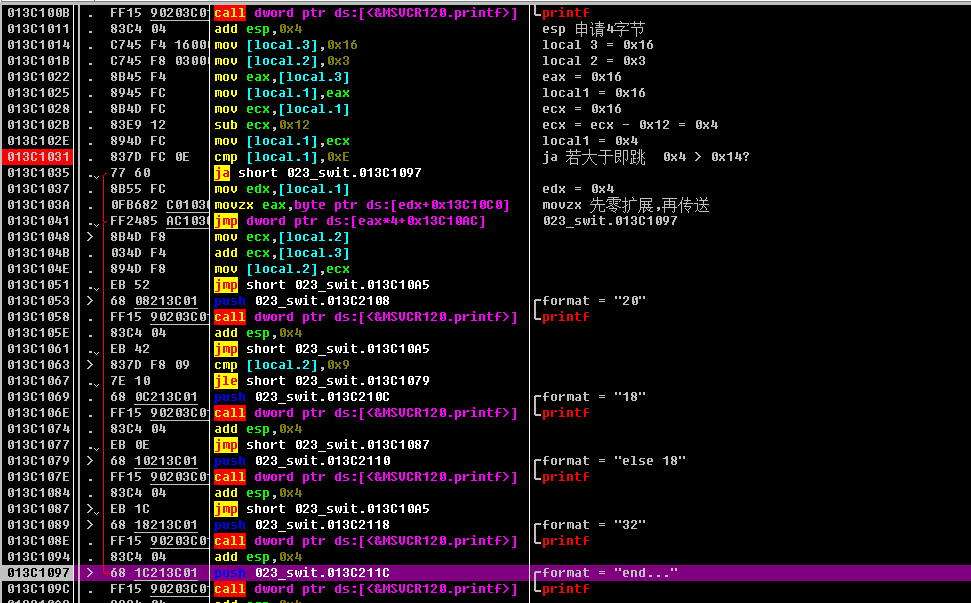 013C100B . FF15 90203C0 call dword ptr ds:[<&MSVCR120.printf>] printf
013C1011 . 83C4 04 add esp,0x4 esp 申请4字节
013C1014 . C745 F4 1600 mov [local.3],0x16 local 3 = 0x16
013C101B . C745 F8 0300 mov [local.2],0x3 local 2 = 0x3
013C1022 . 8B45 F4 mov eax,[local.3] eax = 0x16
013C1025 . 8945 FC mov [local.1],eax local1 = 0x16
013C1028 . 8B4D FC mov ecx,[local.1] ecx = 0x16
013C102B . 83E9 12 sub ecx,0x12 ecx = ecx - 0x12 = 0x4
013C102E . 894D FC mov [local.1],ecx local1 = 0x4
013C1031 . 837D FC 0E cmp [local.1],0xE ja 若大于即跳 0x4 > 0x14?
013C1035 . 77 60 ja short 023_swit.013C1097
013C1037 . 8B55 FC mov edx,[local.1] edx = 0x4
013C103A . 0FB682 C0103 movzx eax,byte ptr ds:[edx+0x13C10C0] movzx 先零扩展,再传送
013C1041 . FF2485 AC103 jmp dword ptr ds:[eax*4+0x13C10AC] 023_swit.013C1097
013C1048 > 8B4D F8 mov ecx,[local.2]
013C104B . 034D F4 add ecx,[local.3]
013C104E . 894D F8 mov [local.2],ecx
013C1051 . EB 52 jmp short 023_swit.013C10A5
013C1053 > 68 08213C01 push 023_swit.013C2108 format = "20"
013C1058 . FF15 90203C0 call dword ptr ds:[<&MSVCR120.printf>] printf
013C105E . 83C4 04 add esp,0x4
013C1061 . EB 42 jmp short 023_swit.013C10A5
013C1063 > 837D F8 09 cmp [local.2],0x9
013C1067 . 7E 10 jle short 023_swit.013C1079
013C1069 . 68 0C213C01 push 023_swit.013C210C format = "18"
013C106E . FF15 90203C0 call dword ptr ds:[<&MSVCR120.printf>] printf
013C1074 . 83C4 04 add esp,0x4
013C1077 . EB 0E jmp short 023_swit.013C1087
013C1079 > 68 10213C01 push 023_swit.013C2110 format = "else 18"
013C107E . FF15 90203C0 call dword ptr ds:[<&MSVCR120.printf>] printf
013C1084 . 83C4 04 add esp,0x4
013C1087 > EB 1C jmp short 023_swit.013C10A5
013C1089 > 68 18213C01 push 023_swit.013C2118 format = "32"
013C108E . FF15 90203C0 call dword ptr ds:[<&MSVCR120.printf>] printf
013C1094 . 83C4 04 add esp,0x4
013C1097 > 68 1C213C01 push 023_swit.013C211C format = "end..."
013C109C . FF15 90203C0 call dword ptr ds:[<&MSVCR120.printf>] printf